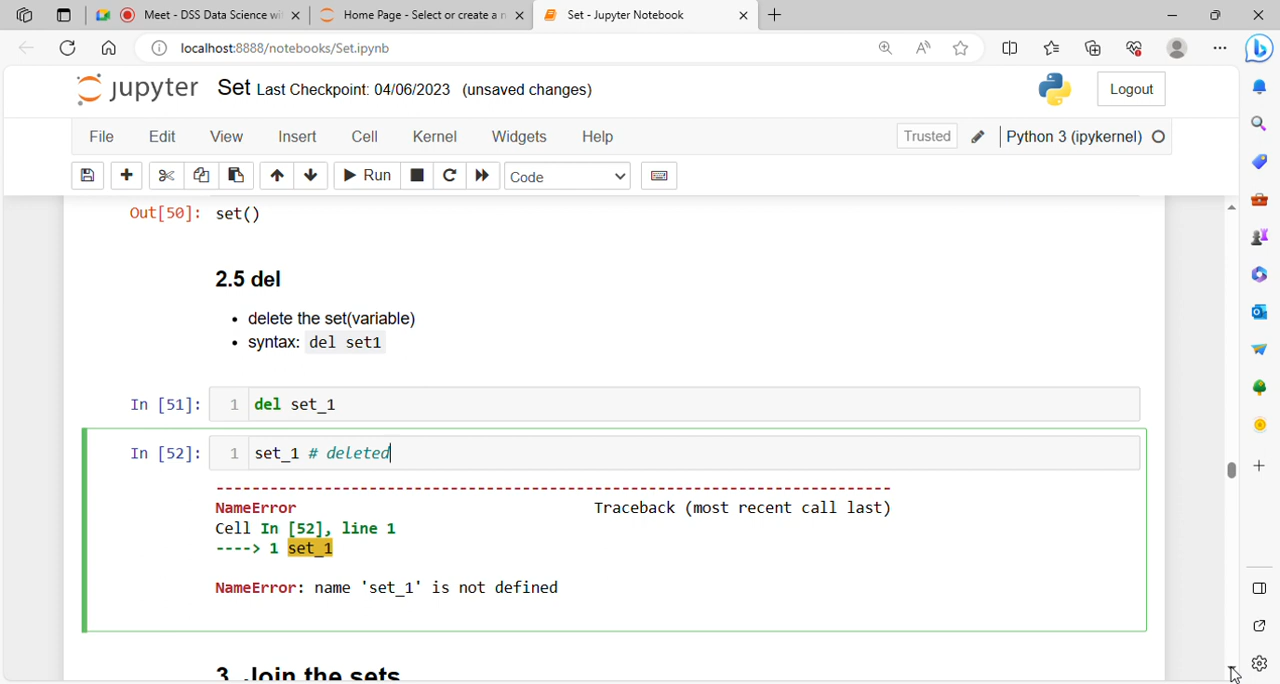 Meet - DSS Data Science wi
Home Page - Select or create a n
Set - Jupyter Notebook
localhost:8888/notebooks/Set.ipynb
jupyter Set Last Checkpoint: 04/06/2023 (unsaved changes)
Logout
File Edit View Insert Cell Kernel Widgets Help
Trusted
Python 3 (ipykernel)
Run
Code
Out[50]: set()
2.5 del
• delete the set(variable)
• syntax: del set1
In [51]: 1 del set_1
In [52]: 1 set_1 # deleted
---------------------------------------------------------------------------
NameError Traceback (most recent call last)
Cell In [52], line 1
----> 1 set_1
NameError: name 'set_1' is not defined
3. Join the sets